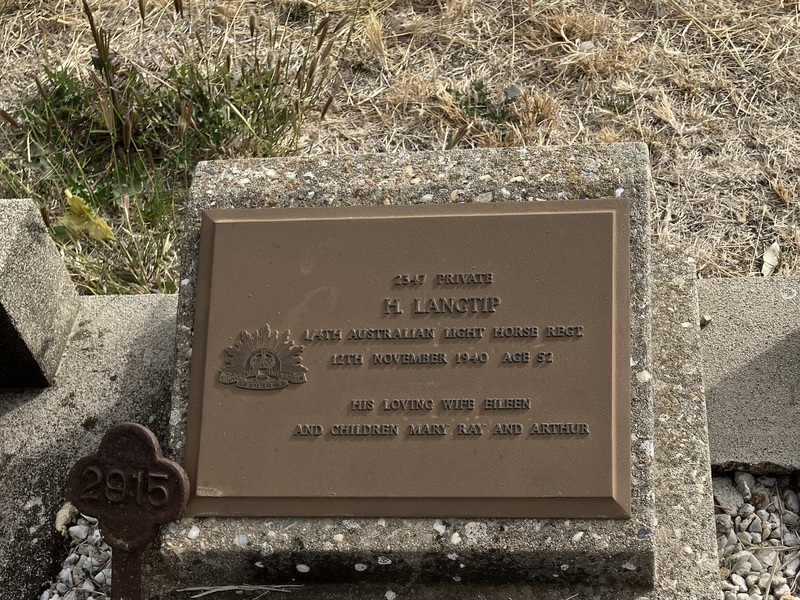 2347 PRIVATE
H. LANGTIP
14TH AUSTRALIAN LIGHT HORSE REGT
12TH NOVEMBER 1940 AGE 52
HIS LOVING WIFE EILEEN
AND CHILDREN MARY RAY AND ARTHUR
2915